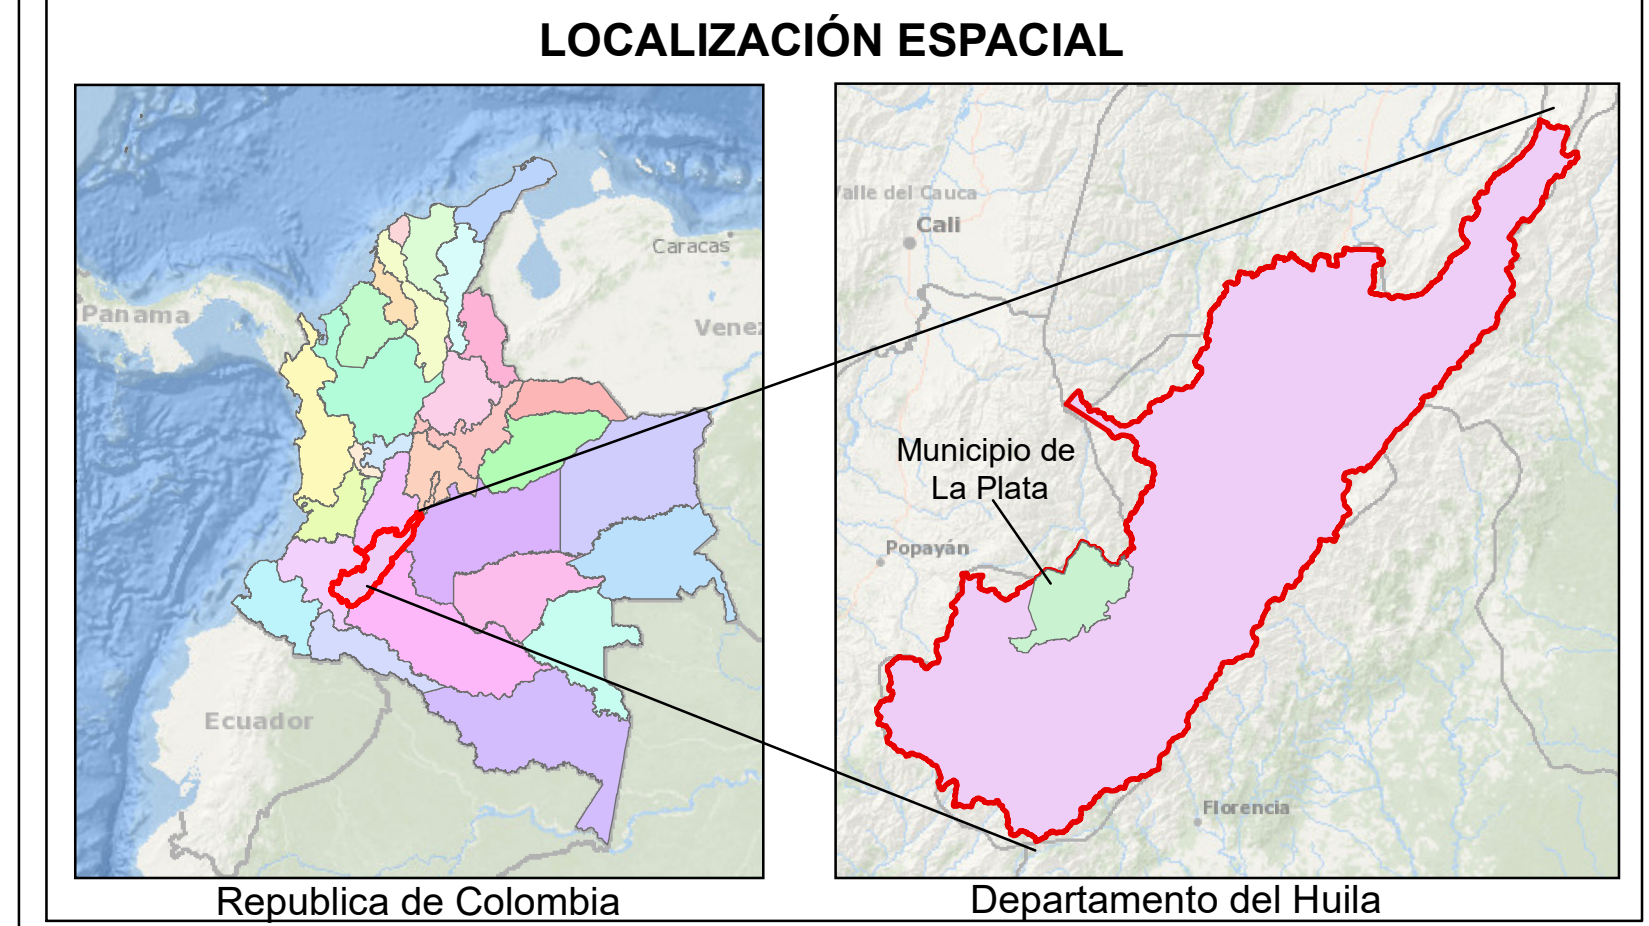 LOCALIZACIÓN ESPACIAL
Caracas
Panama
Venez
Ecuador
Republica de Colombia
alle del Cauca
Cali
Municipio de
La Plata
Popayán
Florencia
Departamento del Huila